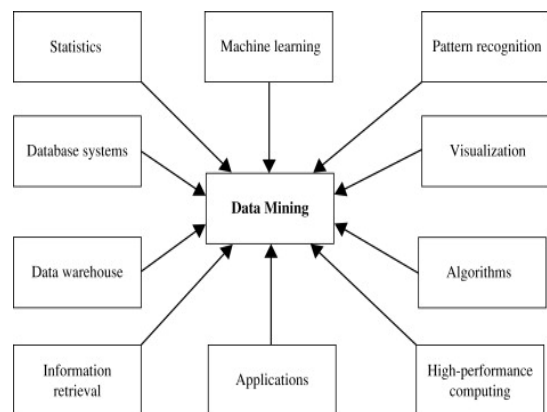 Statistics
Machine learning
Pattern recognition
Database systems
Visualization
Data Mining
Data warehouse
Algorithms
Information
retrieval
Applications
High-performance
computing